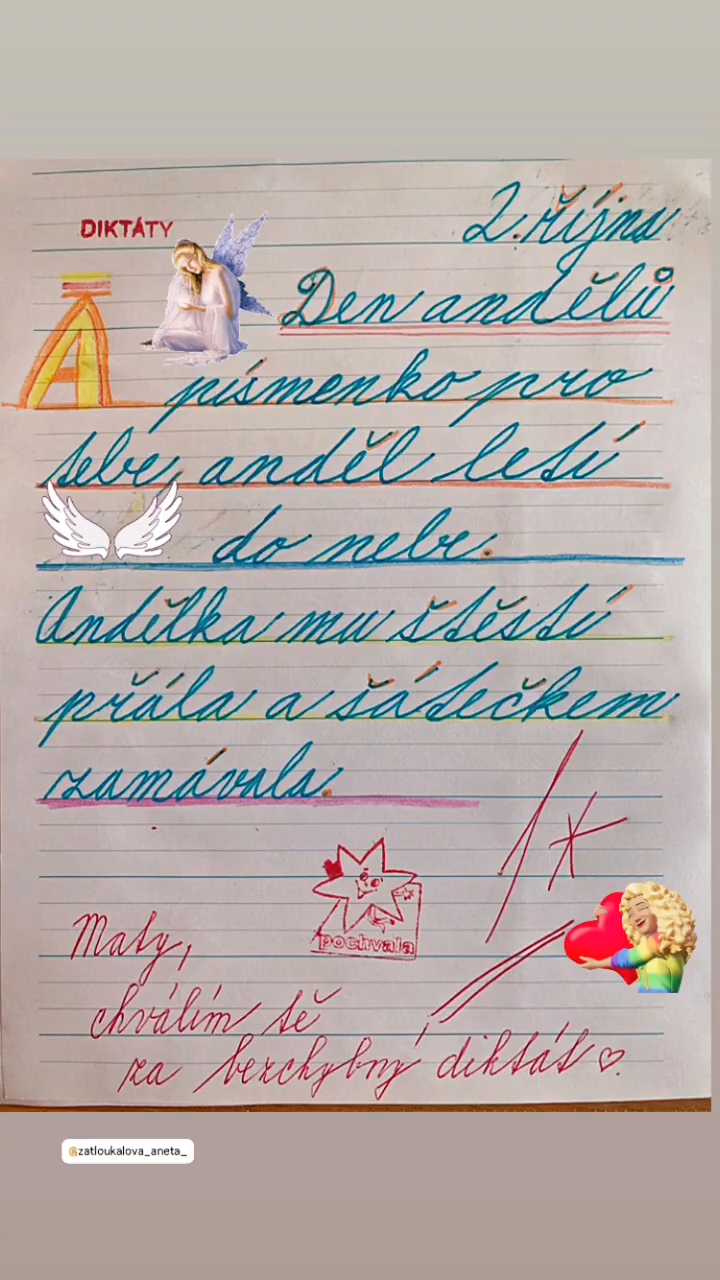 DIKTÁTY
2. října
Den andělů
A písmenko pro
sebe, anděl letí
do nebe.
Andělka mu štěstí
přála a šátečkem
zamávala.
1*
pochvala
Maty,
chválím tě
za bezchybný diktát ♡.
@zatloukalova_aneta_